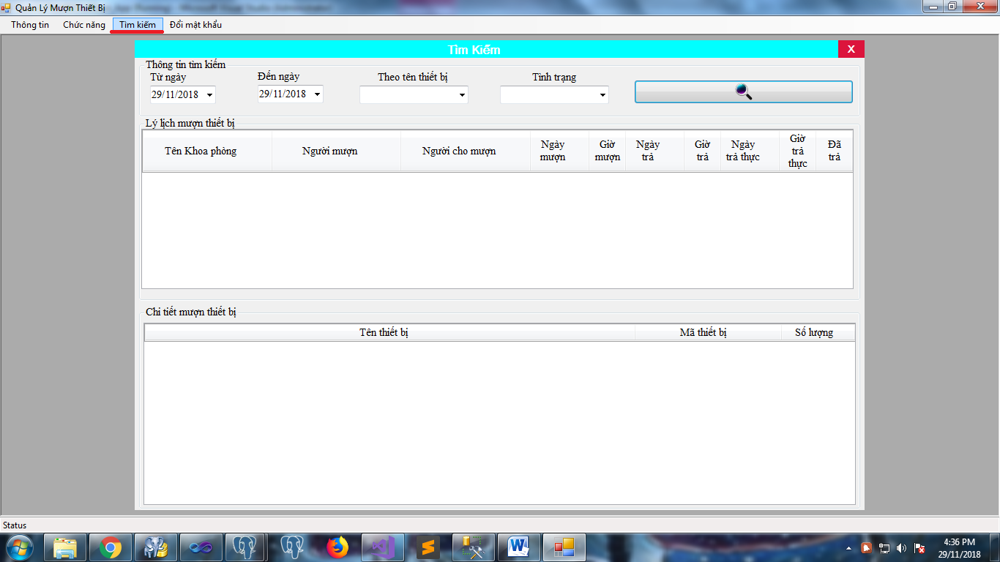 Quản Lý Mượn Thiết Bị
Thông tin Chức năng Tìm kiếm Đổi mật khẩu
Tìm Kiếm X
Thông tin tìm kiếm
Từ ngày Đến ngày Theo tên thiết bị Tình trạng
29/11/2018 29/11/2018
Lý lịch mượn thiết bị
Tên Khoa phòng Người mượn Người cho mượn Ngày mượn Giờ mượn Ngày trả Giờ trả Ngày trả thực Giờ trả thực Đã trả
Chi tiết mượn thiết bị
Tên thiết bị Mã thiết bị Số lượng
Status
4:36 PM
29/11/2018